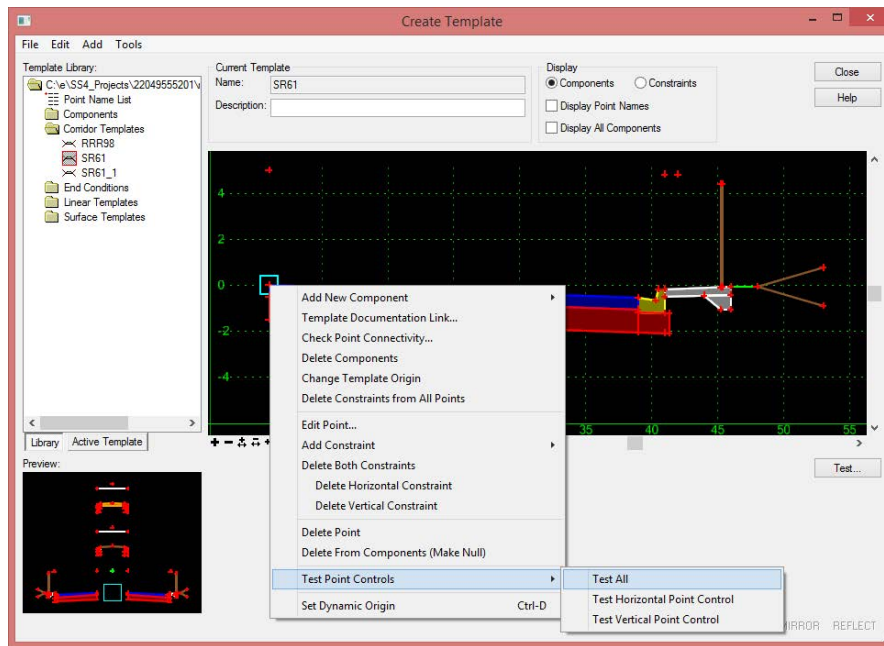 Create Template
File Edit Add Tools
Template Library:
C:\e\SS4_Projects\22049555201\v
Point Name List
Components
Corridor Templates
RRR98
SR61
SR61_1
End Conditions
Linear Templates
Surface Templates
Library Active Template
Preview:
Current Template
Name: SR61
Description:
Display
Components Constraints
Display Point Names
Display All Components
Close
Help
4
2
0
-2
-4
35 40 45 50 55
Test...
Add New Component
Template Documentation Link...
Check Point Connectivity...
Delete Components
Change Template Origin
Delete Constraints from All Points
Edit Point...
Add Constraint
Delete Both Constraints
Delete Horizontal Constraint
Delete Vertical Constraint
Delete Point
Delete From Components (Make Null)
Test Point Controls
Set Dynamic Origin Ctrl-D
Test All
Test Horizontal Point Control
Test Vertical Point Control
MIRROR REFLECT